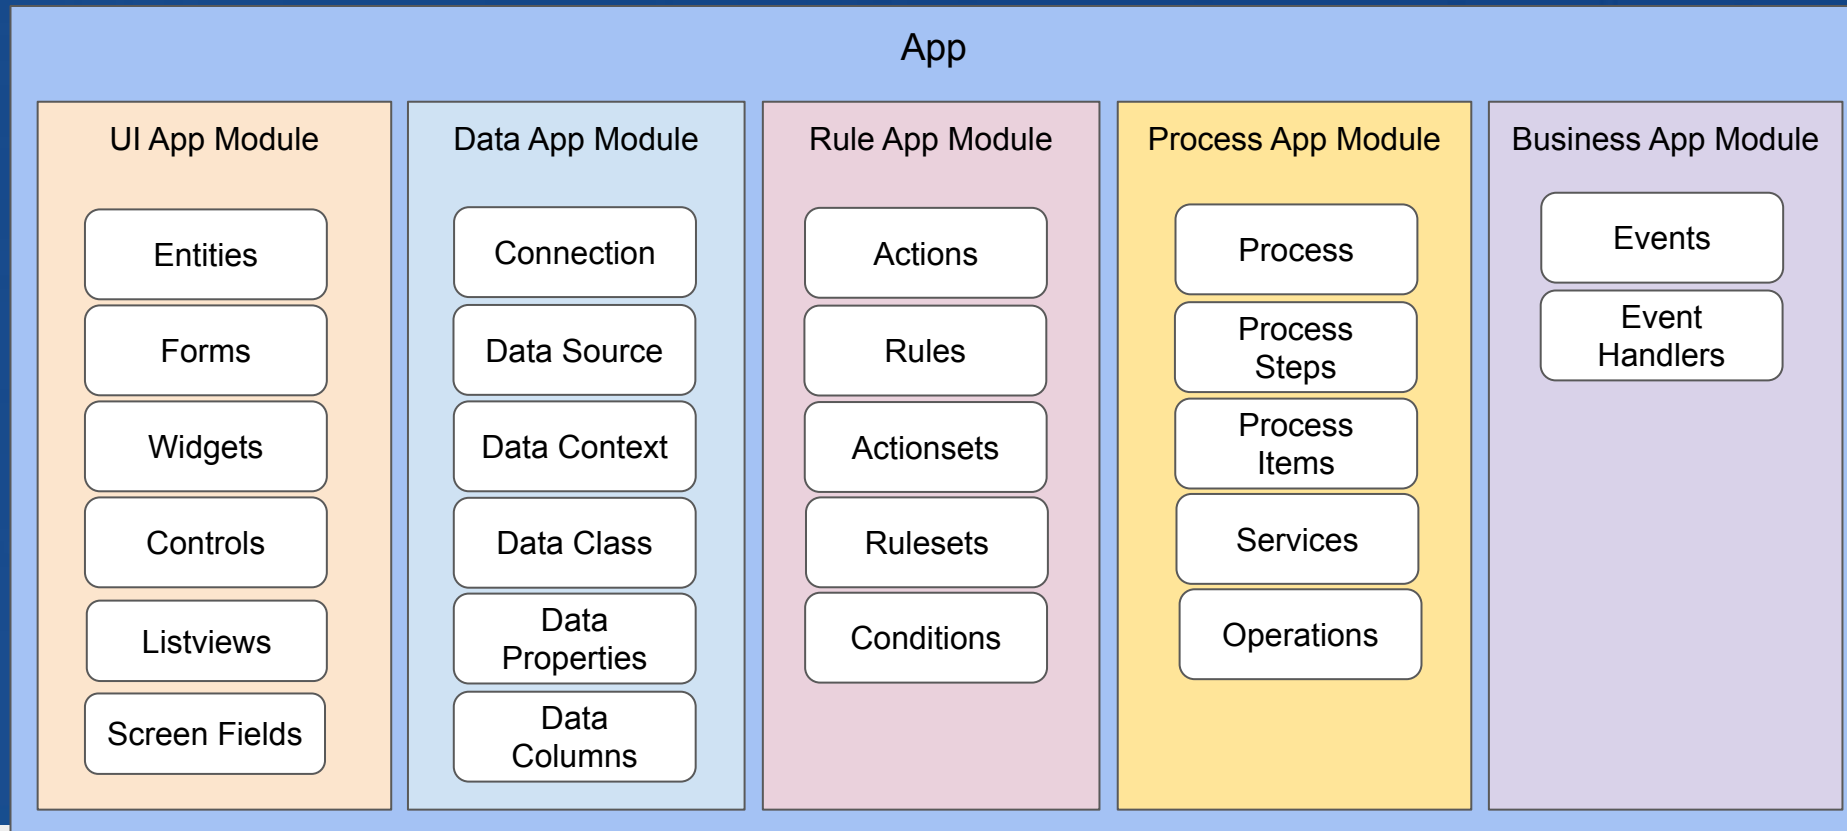 App
UI App Module
Entities
Forms
Widgets
Controls
Listviews
Screen Fields
Data App Module
Connection
Data Source
Data Context
Data Class
Data
Properties
Data
Columns
Rule App Module
Actions
Rules
Actionsets
Rulesets
Conditions
Process App Module
Process
Process
Steps
Process
Items
Services
Operations
Business App Module
Events
Event
Handlers